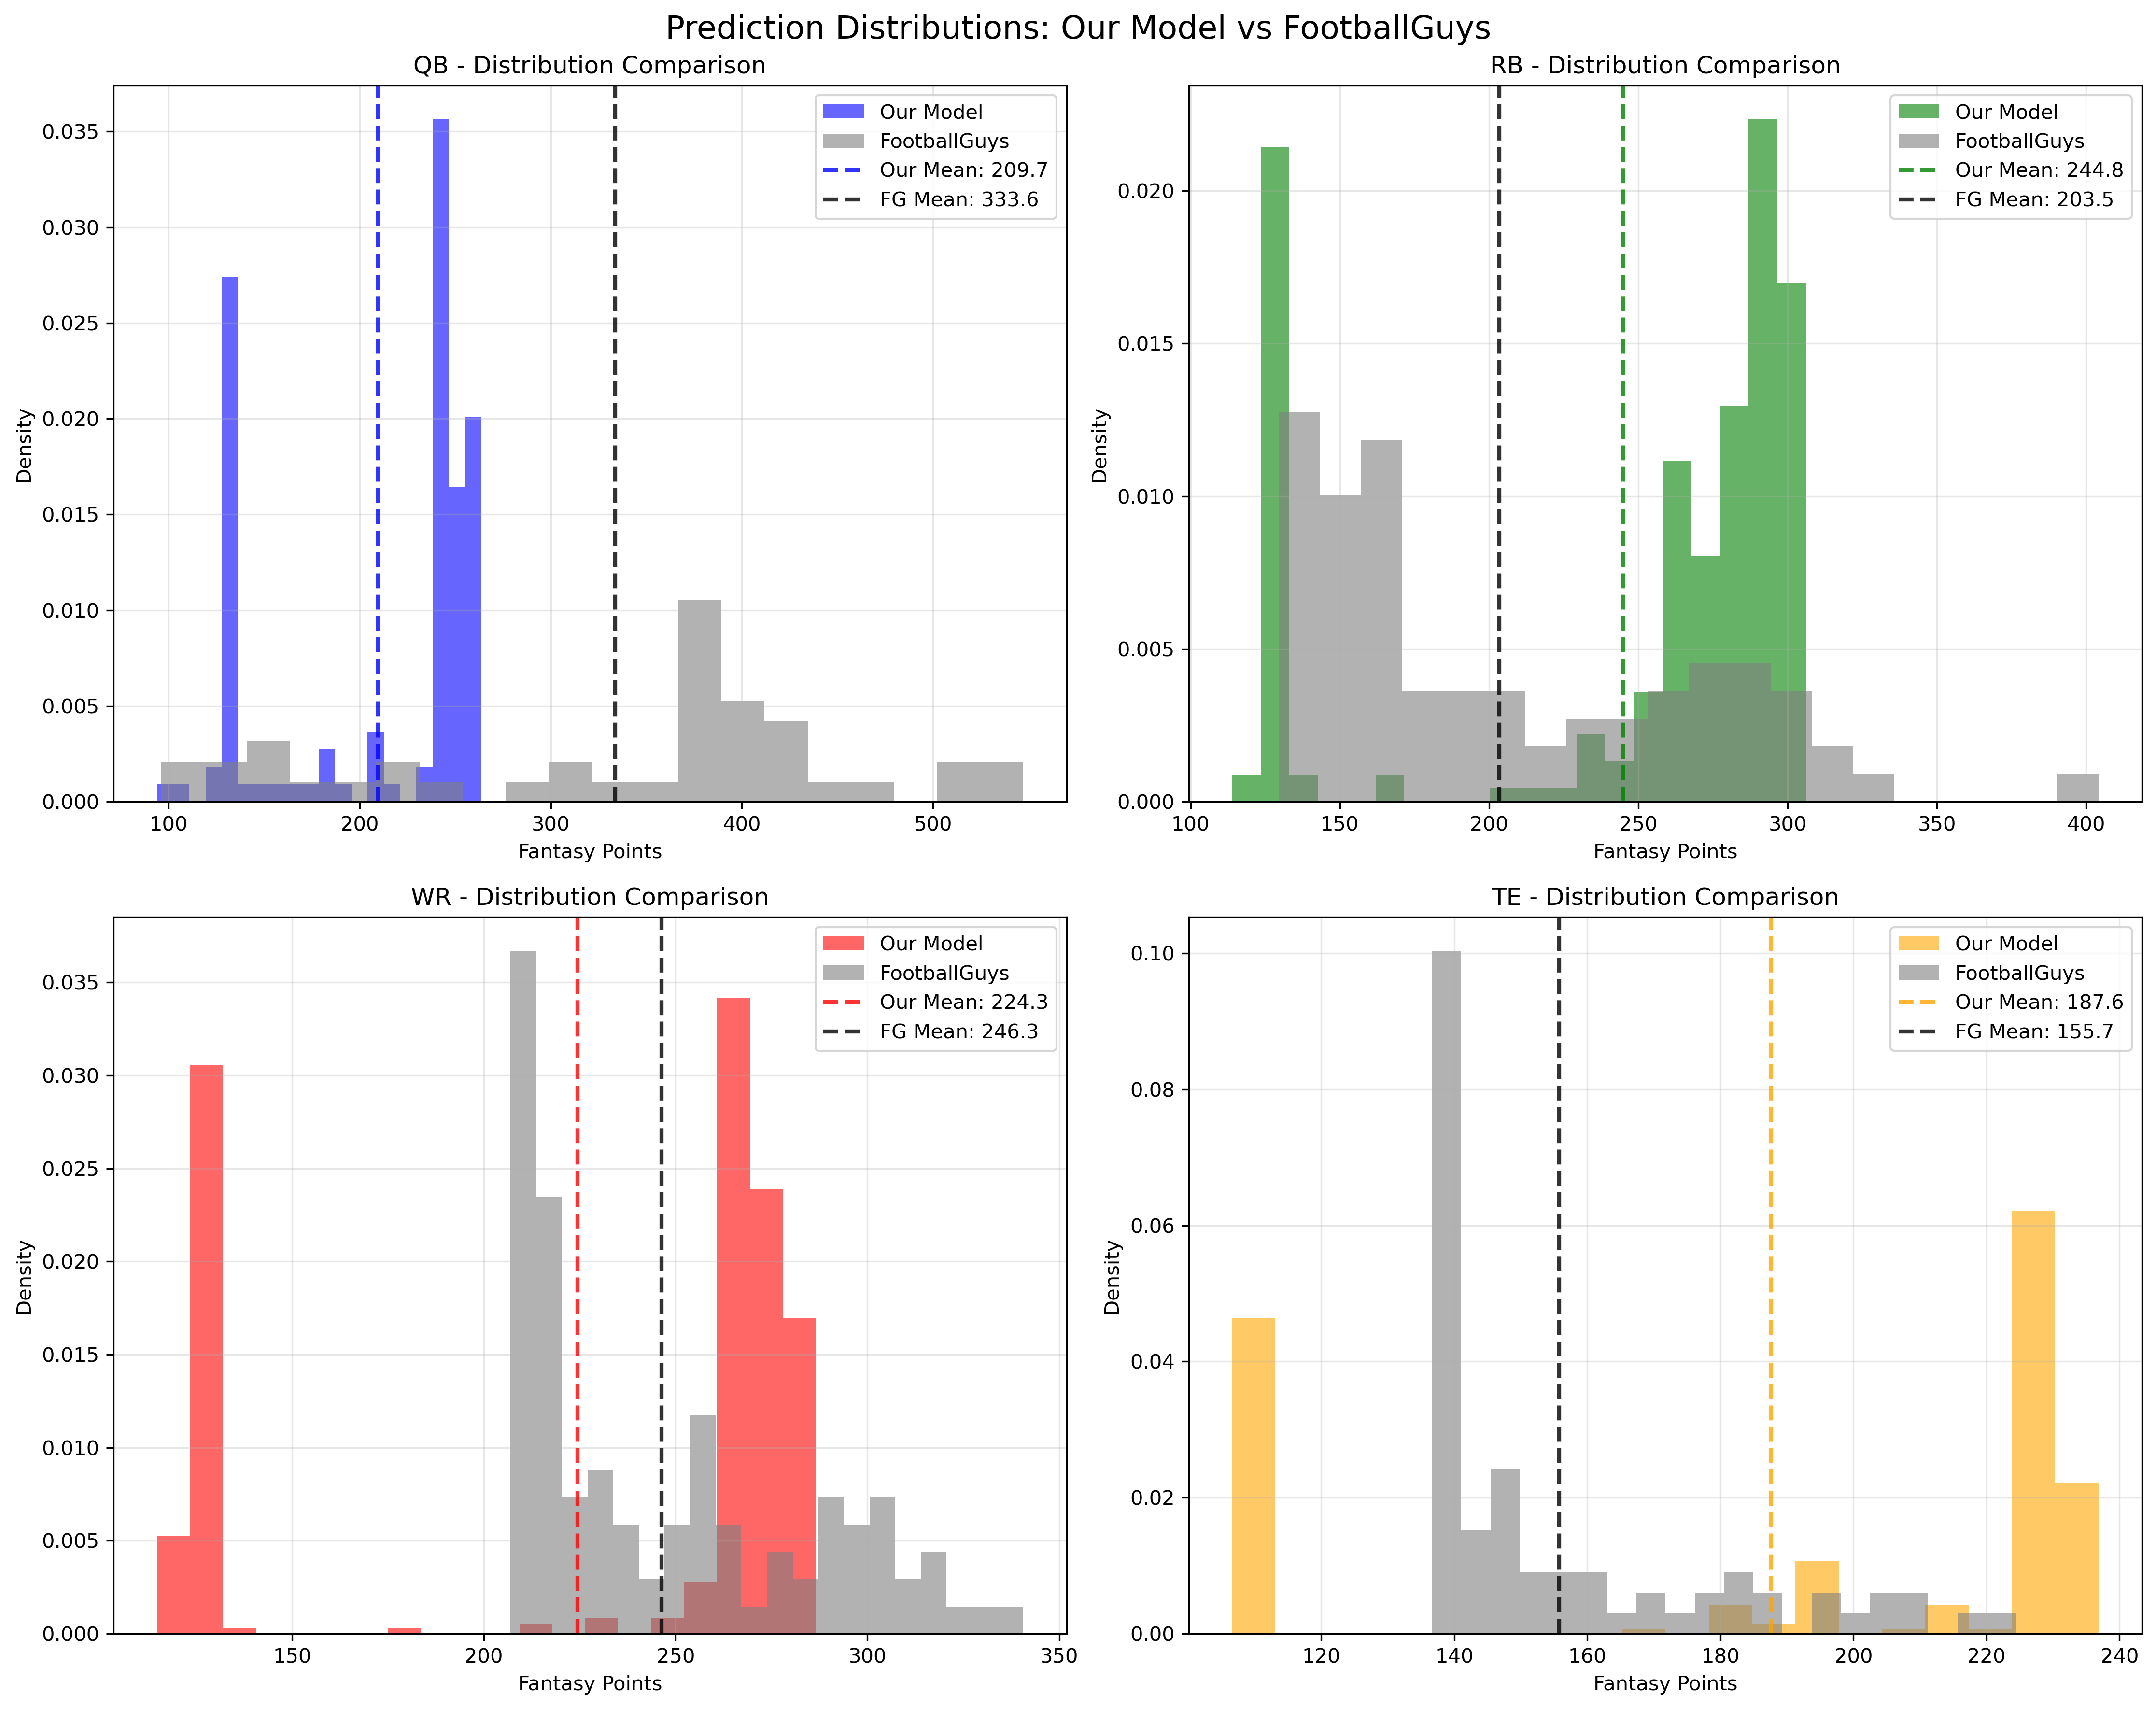 Prediction Distributions: Our Model vs FootballGuys
QB - Distribution Comparison
Our Model
FootballGuys
Our Mean: 209.7
FG Mean: 333.6
0.035
0.030
0.025
0.020
0.015
0.010
0.005
0.000
Density
100
200
300
400
500
Fantasy Points
RB - Distribution Comparison
Our Model
FootballGuys
Our Mean: 244.8
FG Mean: 203.5
0.020
0.015
0.010
0.005
0.000
Density
100
150
200
250
300
350
400
Fantasy Points
WR - Distribution Comparison
Our Model
FootballGuys
Our Mean: 224.3
FG Mean: 246.3
0.035
0.030
0.025
0.020
0.015
0.010
0.005
0.000
Density
150
200
250
300
350
Fantasy Points
TE - Distribution Comparison
Our Model
FootballGuys
Our Mean: 187.6
FG Mean: 155.7
0.10
0.08
0.06
0.04
0.02
0.00
Density
120
140
160
180
200
220
240
Fantasy Points